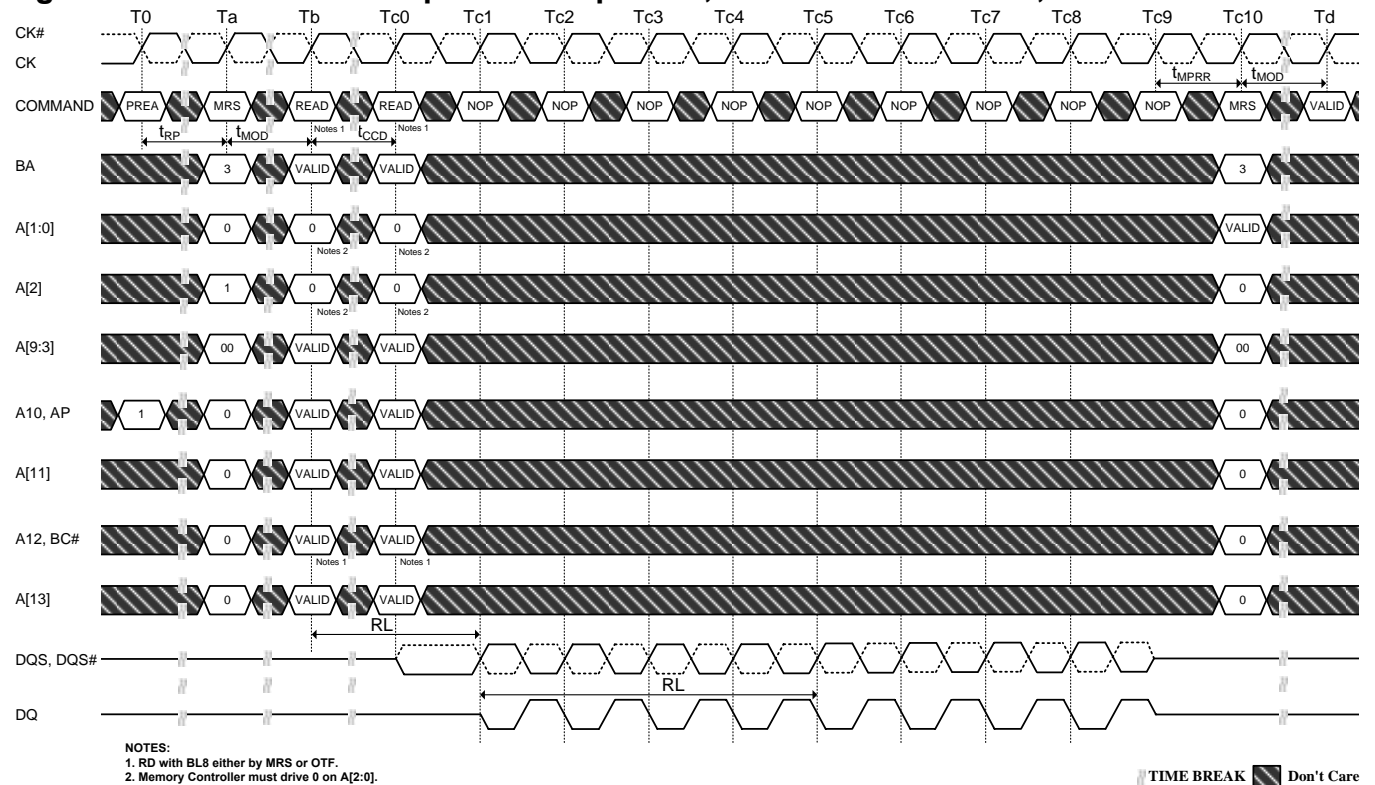 T0 Ta Tb Tc0 Tc1 Tc2 Tc3 Tc4 Tc5 Tc6 Tc7 Tc8 Tc9 Tc10 Td
CK#
CK
tMPRR tMOD
COMMAND PREA MRS READ READ NOP NOP NOP NOP NOP NOP NOP NOP NOP MRS VALID
Notes 1 Notes 1
tRP tMOD tCCD
BA 3 VALID VALID 3
A[1:0] 0 0 0 VALID
Notes 2 Notes 2
A[2] 1 0 0 0
Notes 2 Notes 2
A[9:3] 00 VALID VALID 00
A10, AP 1 0 VALID VALID 0
A[11] 0 VALID VALID 0
A12, BC# 0 VALID VALID 0
Notes 1 Notes 1
A[13] 0 VALID VALID 0
RL
DQS, DQS#
RL
DQ
NOTES:
1. RD with BL8 either by MRS or OTF.
2. Memory Controller must drive 0 on A[2:0].
TIME BREAK Don't Care